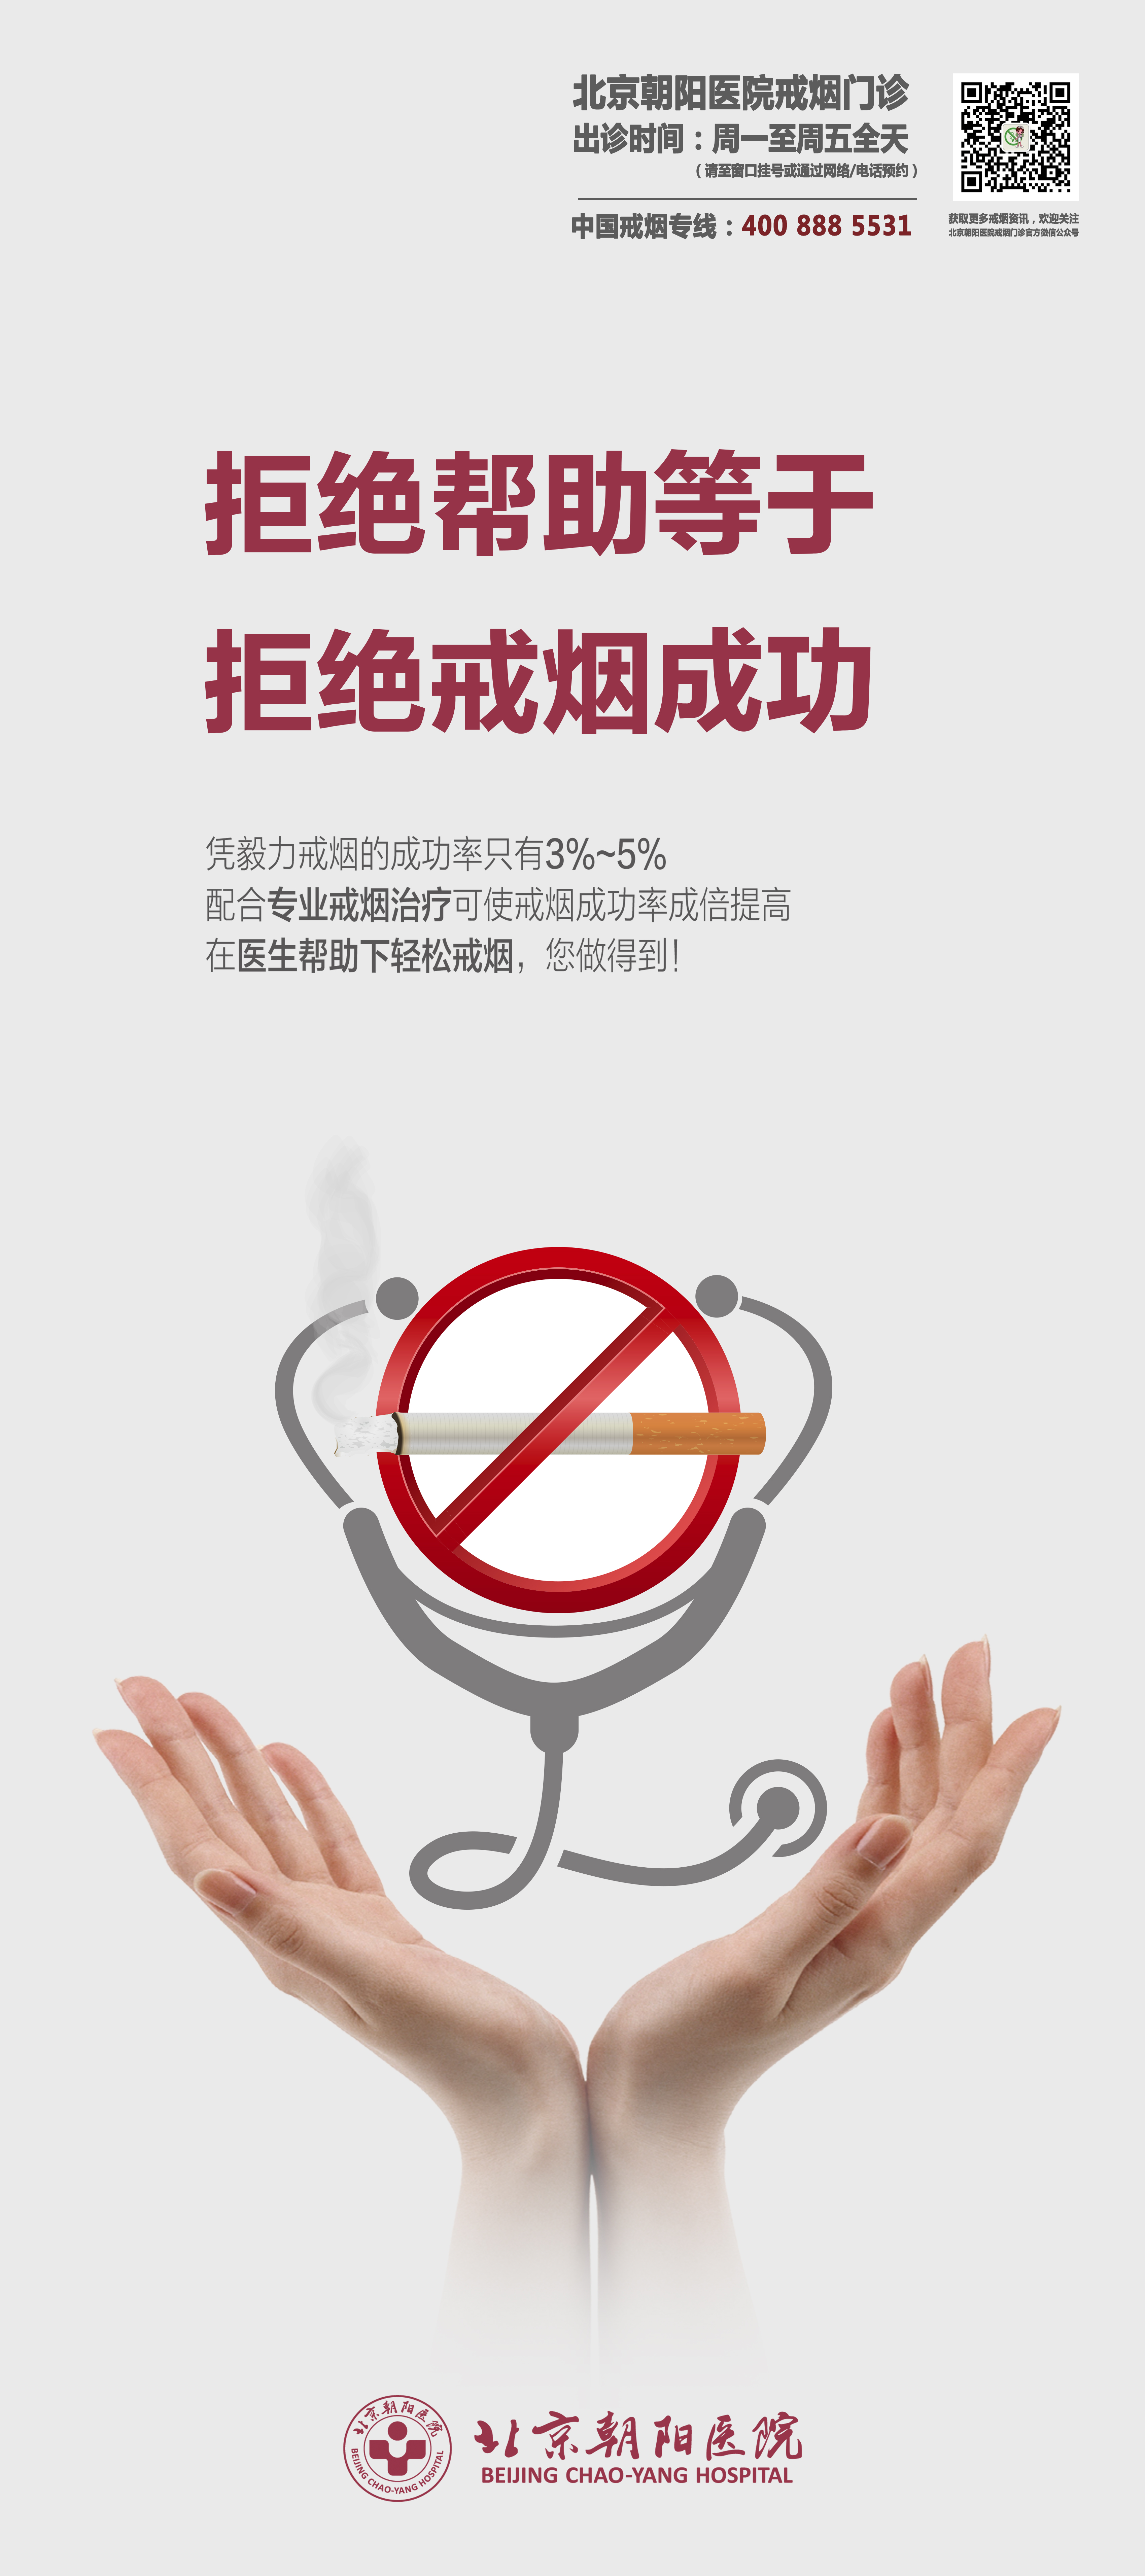 北京朝阳医院戒烟门诊
出诊时间：周一至周五全天
（请至窗口挂号或通过网络/电话预约）
中国戒烟专线：400 888 5531
获取更多戒烟资讯，欢迎关注
北京朝阳医院戒烟门诊官方微信公众号
拒绝帮助等于
拒绝戒烟成功
凭毅力戒烟的成功率只有3%~5%
配合专业戒烟治疗可使戒烟成功率成倍提高
在医生帮助下轻松戒烟，您做得到！
北京朝阳医院
BEIJING CHAO-YANG HOSPITAL
北京朝阳医院
BEIJING CHAO-YANG HOSPITAL